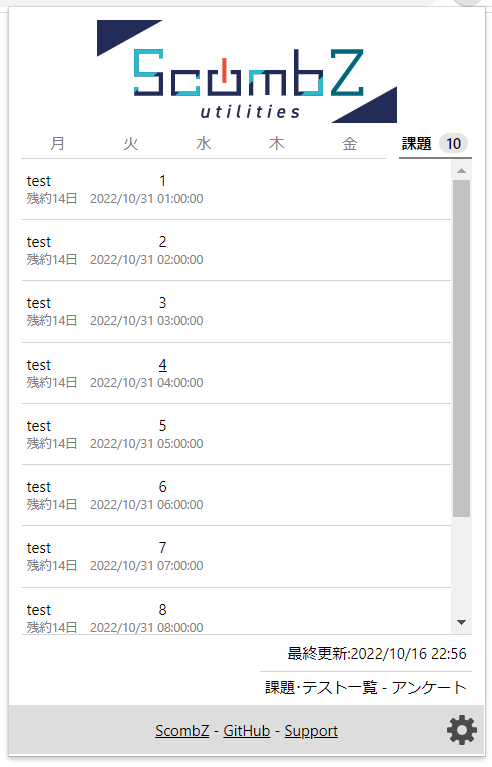 ScombZ
utilities
月 火 水 木 金 課題 10
test 1
残約14日 2022/10/31 01:00:00
test 2
残約14日 2022/10/31 02:00:00
test 3
残約14日 2022/10/31 03:00:00
test 4
残約14日 2022/10/31 04:00:00
test 5
残約14日 2022/10/31 05:00:00
test 6
残約14日 2022/10/31 06:00:00
test 7
残約14日 2022/10/31 07:00:00
test 8
残約14日 2022/10/31 08:00:00
最終更新:2022/10/16 22:56
課題･テスト一覧 - アンケート
ScombZ - GitHub - Support